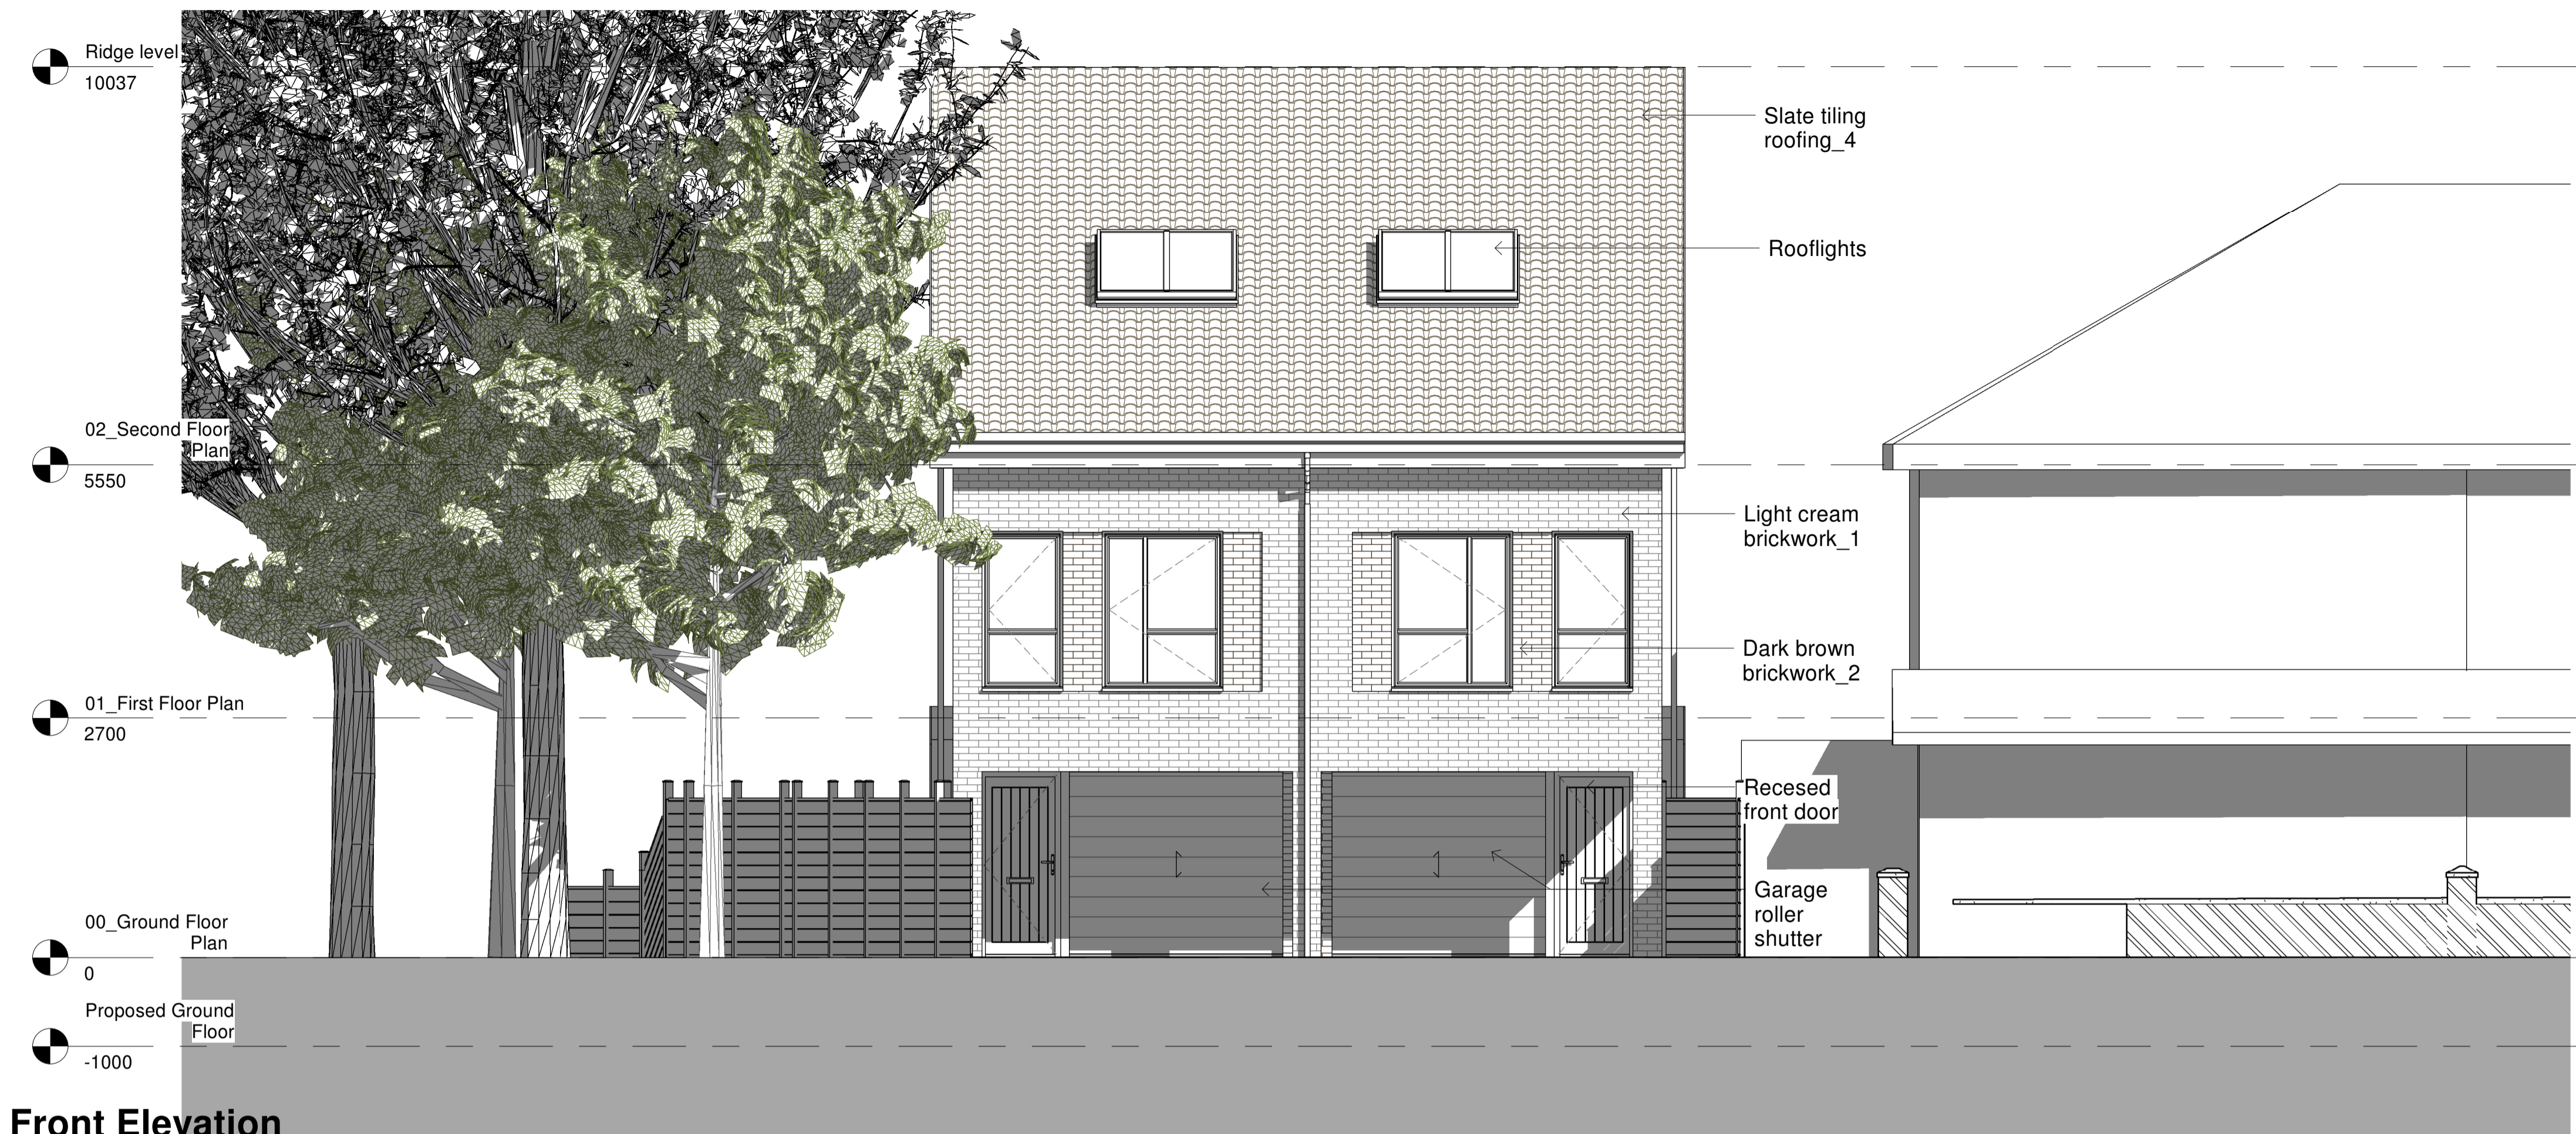 Ridge level
10037
Slate tiling
roofing_4
Rooflights
02_Second Floor
Plan
5550
Light cream
brickwork_1
Dark brown
brickwork_2
01_First Floor Plan
2700
Recesed
front door
Garage
roller
shutter
00_Ground Floor
Plan
0
Proposed Ground
Floor
-1000
Front Elevation